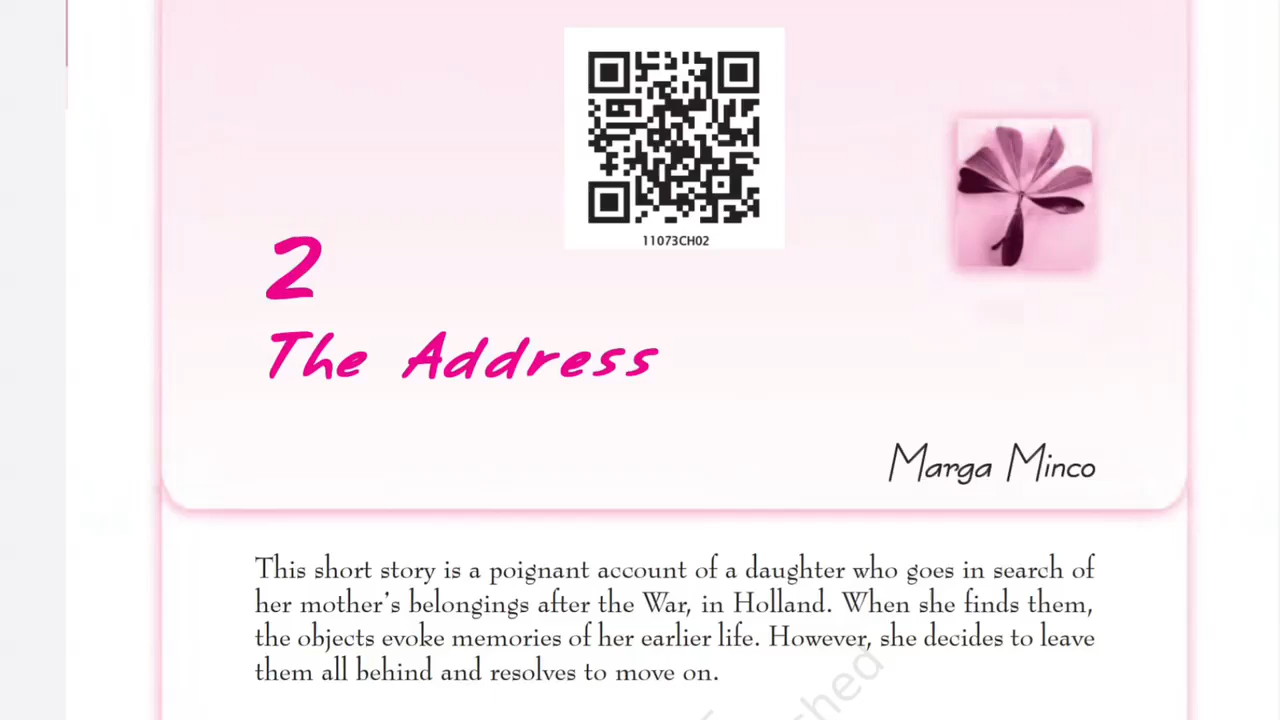 11073CH02
2
The Address
Marga Minco
This short story is a poignant account of a daughter who goes in search of
her mother's belongings after the War, in Holland. When she finds them,
the objects evoke memories of her earlier life. However, she decides to leave
them all behind and resolves to move on.